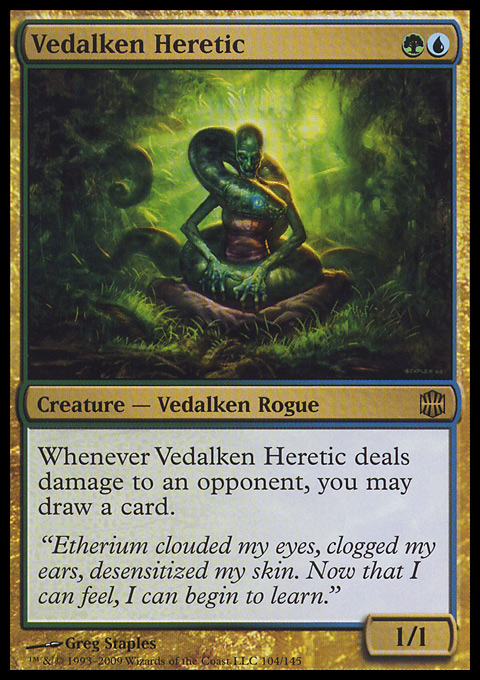 Vedalken Heretic
Creature — Vedalken Rogue
Whenever Vedalken Heretic deals
damage to an opponent, you may
draw a card.
“Etherium clouded my eyes, clogged my
ears, desensitized my skin. Now that I
can feel, I can begin to learn.”
1/1
Greg Staples
™ & © 1993–2009 Wizards of the Coast LLC 104/145